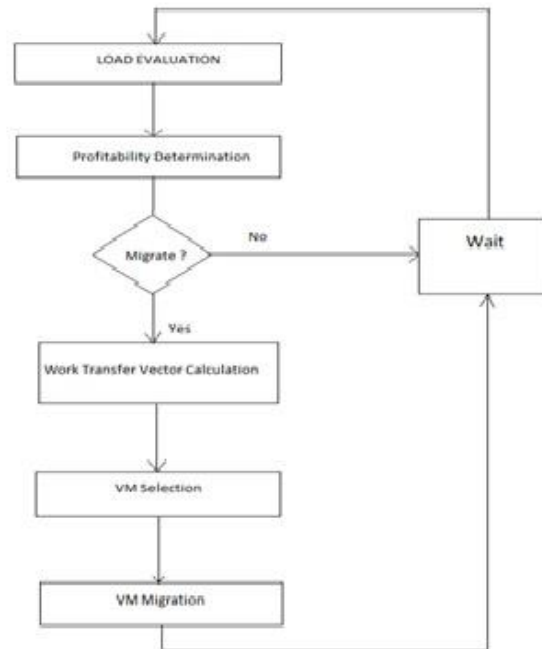 LOAD EVALUATION
Profitability Determination
Migrate ?
No
Wait
Yes
Work Transfer Vector Calculation
VM Selection
VM Migration